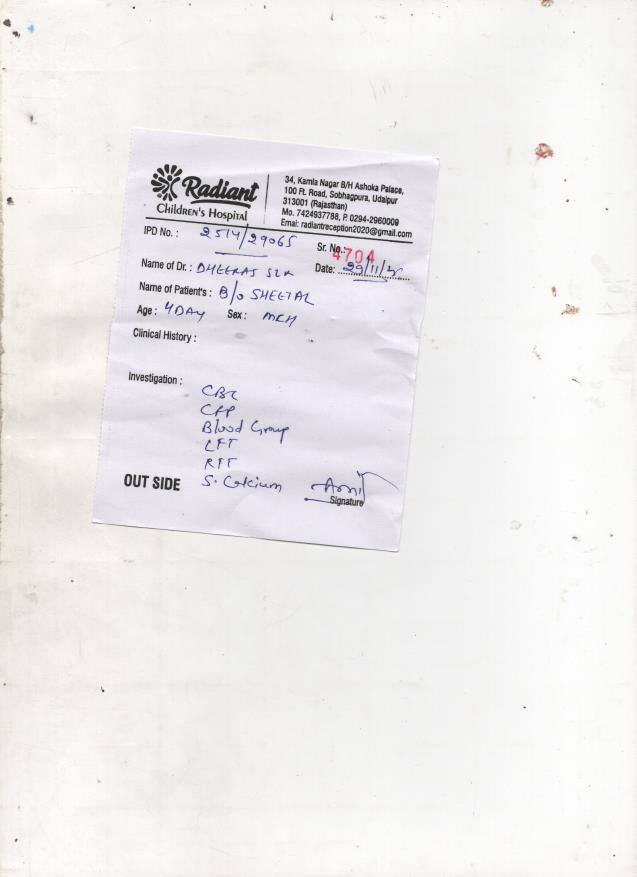 Radiant
Children's Hospital
34, Kamla Nagar B/H Ashoka Palace,
100 Ft. Road, Sobhagpura, Udaipur
313001 (Rajasthan)
Mo. 7424937788, P. 0294-2960009
Email: radiantreception2020@gmail.com
IPD No. : 2514/29065
Sr. No.: 4704
Name of Dr. : DHEERAJ SIR
Date: 29/11/
Name of Patient's : B/o SHEETAL
Age : 4DAY Sex : MCH
Clinical History :
Investigation :
CBC
CRP
Blood Group
LFT
RFT
S. Calcium
OUT SIDE
Signature